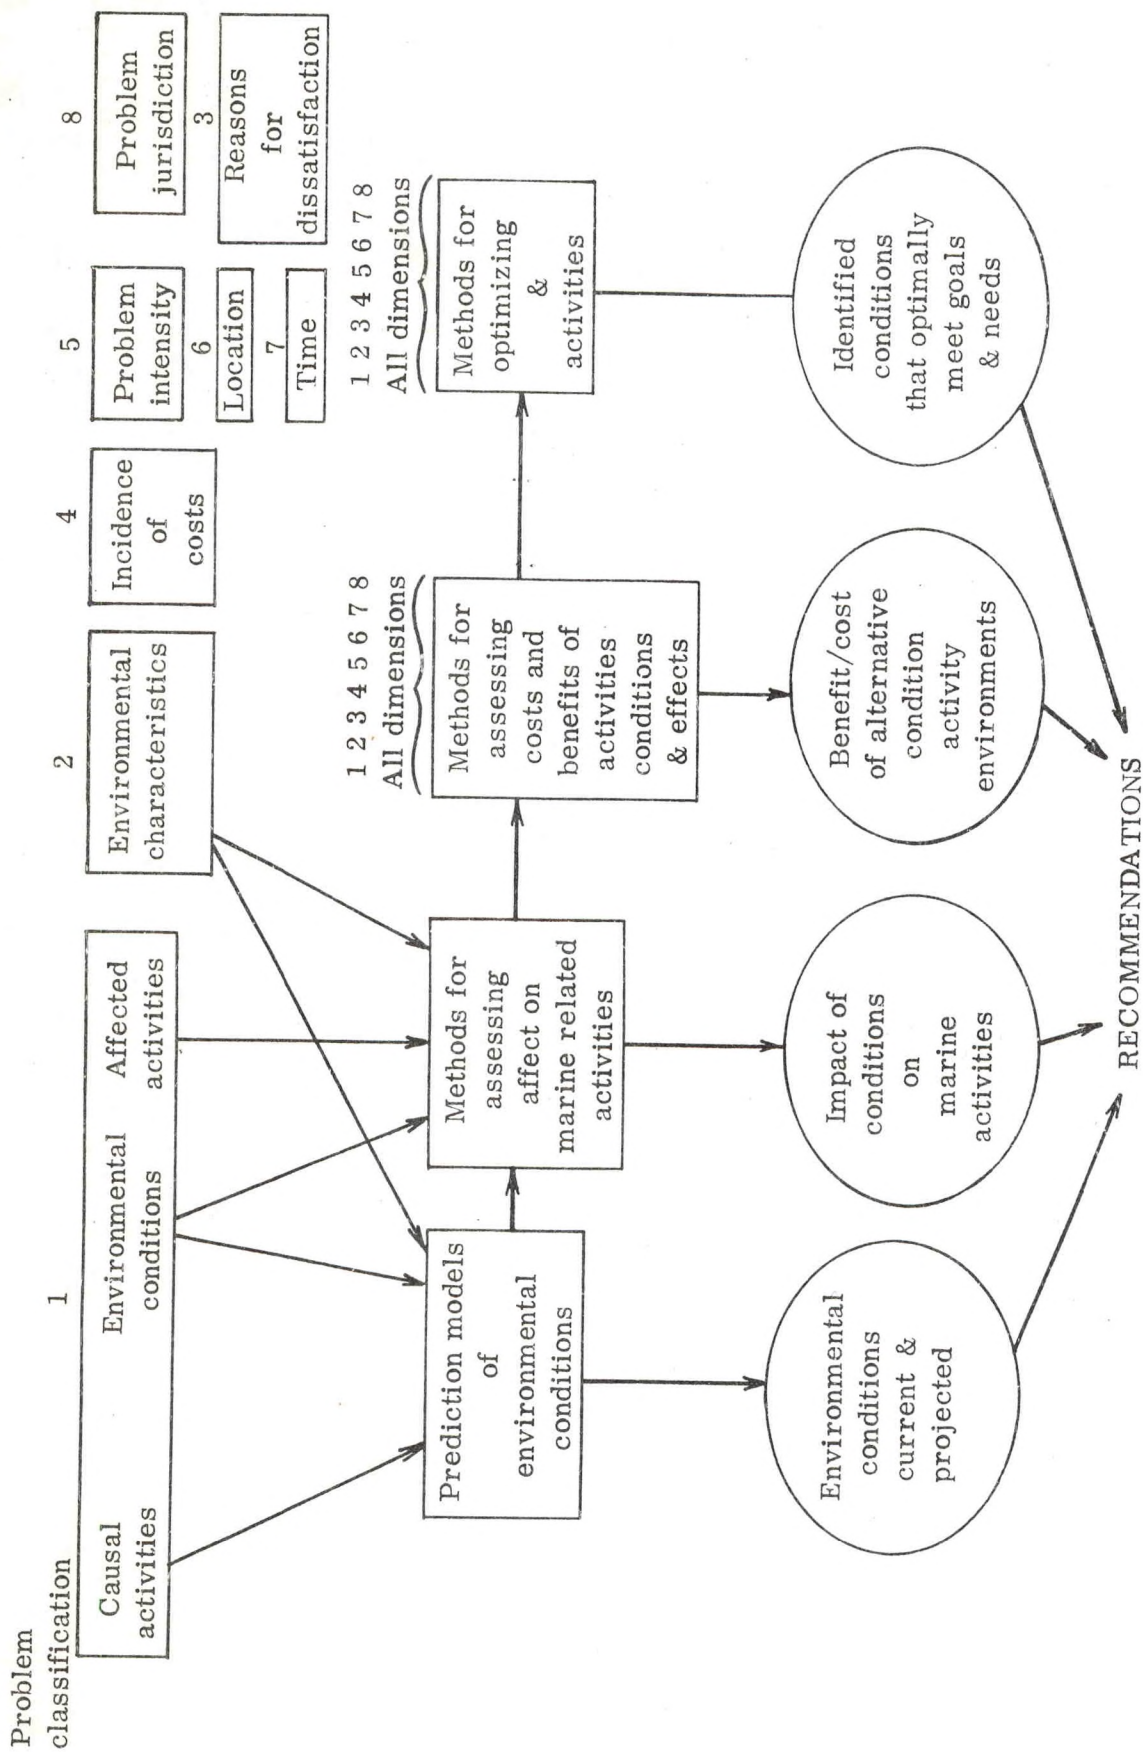 Problem
classification
1
Causal
activities
Environmental
conditions
Affected
activities
2
Environmental
characteristics
4
Incidence
of
costs
5
Problem
intensity
6
Location
7
Time
8
Problem
jurisdiction
3
Reasons
for
dissatisfaction
Prediction models
of
environmental
conditions
Methods for
assessing
affect on
marine related
activities
1 2 3 4 5 6 7 8
All dimensions
Methods for
assessing
costs and
benefits of
activities
conditions
& effects
1 2 3 4 5 6 7 8
All dimensions
Methods for
optimizing
&
activities
Environmental
conditions
current &
projected
Impact of
conditions
on
marine
activities
Benefit/cost
of alternative
condition
activity
environments
Identified
conditions
that optimally
meet goals
& needs
RECOMMENDATIONS